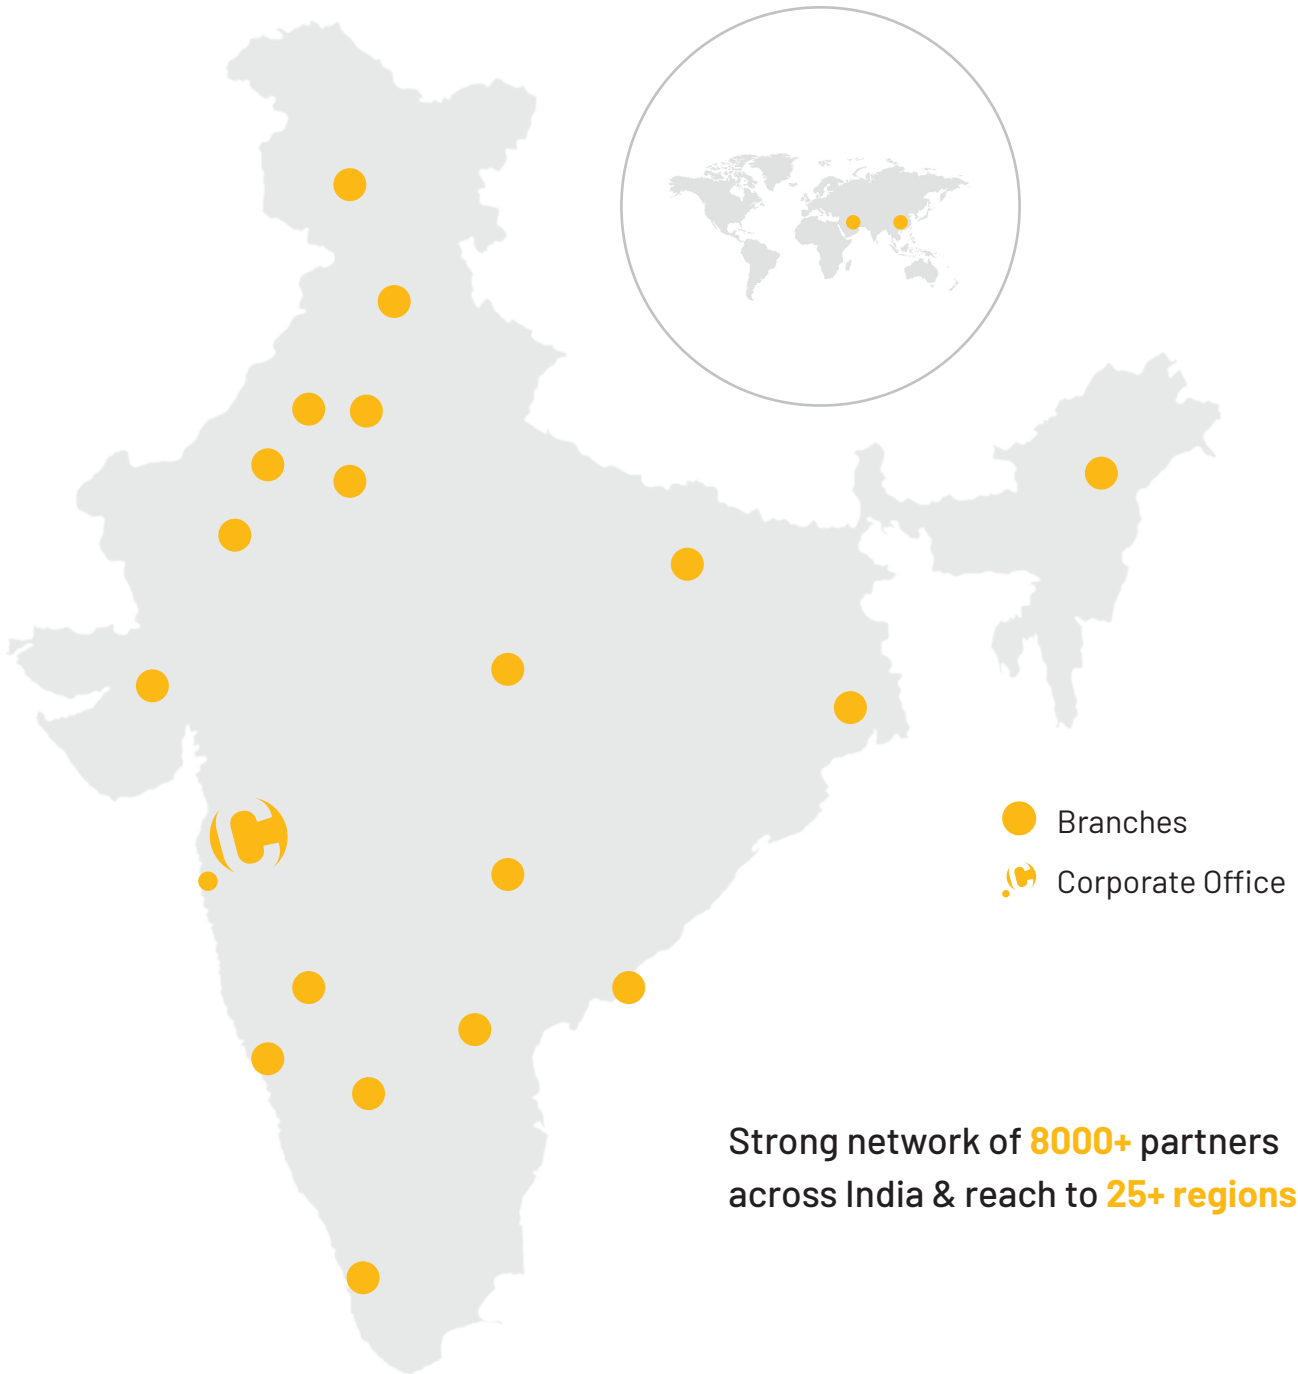 Branches
Corporate Office
Strong network of 8000+ partners
across India & reach to 25+ regions